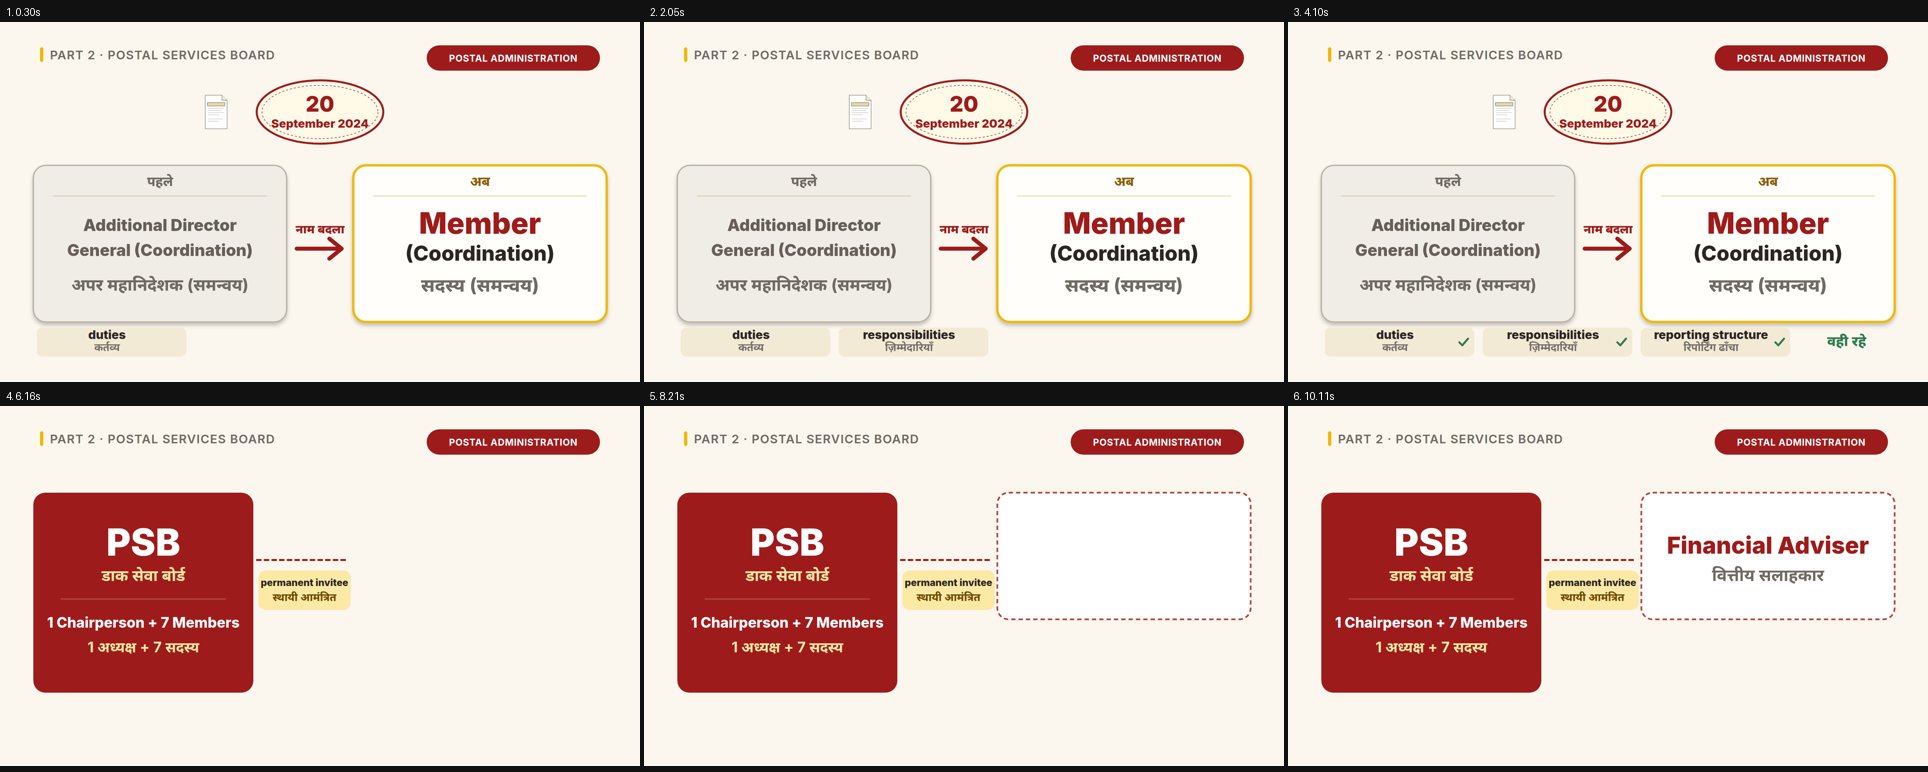 1. 0.30s
PART 2 · POSTAL SERVICES BOARD
POSTAL ADMINISTRATION
20
September 2024
पहले
Additional Director
General (Coordination)
अपर महानिदेशक (समन्वय)
नाम बदला
अब
Member
(Coordination)
सदस्य (समन्वय)
duties
कर्तव्य
2. 2.05s
PART 2 · POSTAL SERVICES BOARD
POSTAL ADMINISTRATION
20
September 2024
पहले
Additional Director
General (Coordination)
अपर महानिदेशक (समन्वय)
नाम बदला
अब
Member
(Coordination)
सदस्य (समन्वय)
duties
कर्तव्य
responsibilities
ज़िम्मेदारियाँ
3. 4.10s
PART 2 · POSTAL SERVICES BOARD
POSTAL ADMINISTRATION
20
September 2024
पहले
Additional Director
General (Coordination)
अपर महानिदेशक (समन्वय)
नाम बदला
अब
Member
(Coordination)
सदस्य (समन्वय)
duties
कर्तव्य
responsibilities
ज़िम्मेदारियाँ
reporting structure
रिपोर्टिंग ढाँचा
वही रहे
4. 6.16s
PART 2 · POSTAL SERVICES BOARD
POSTAL ADMINISTRATION
PSB
डाक सेवा बोर्ड
1 Chairperson + 7 Members
1 अध्यक्ष + 7 सदस्य
permanent invitee
स्थायी आमंत्रित
5. 8.21s
PART 2 · POSTAL SERVICES BOARD
POSTAL ADMINISTRATION
PSB
डाक सेवा बोर्ड
1 Chairperson + 7 Members
1 अध्यक्ष + 7 सदस्य
permanent invitee
स्थायी आमंत्रित
6. 10.11s
PART 2 · POSTAL SERVICES BOARD
POSTAL ADMINISTRATION
PSB
डाक सेवा बोर्ड
1 Chairperson + 7 Members
1 अध्यक्ष + 7 सदस्य
permanent invitee
स्थायी आमंत्रित
Financial Adviser
वित्तीय सलाहकार